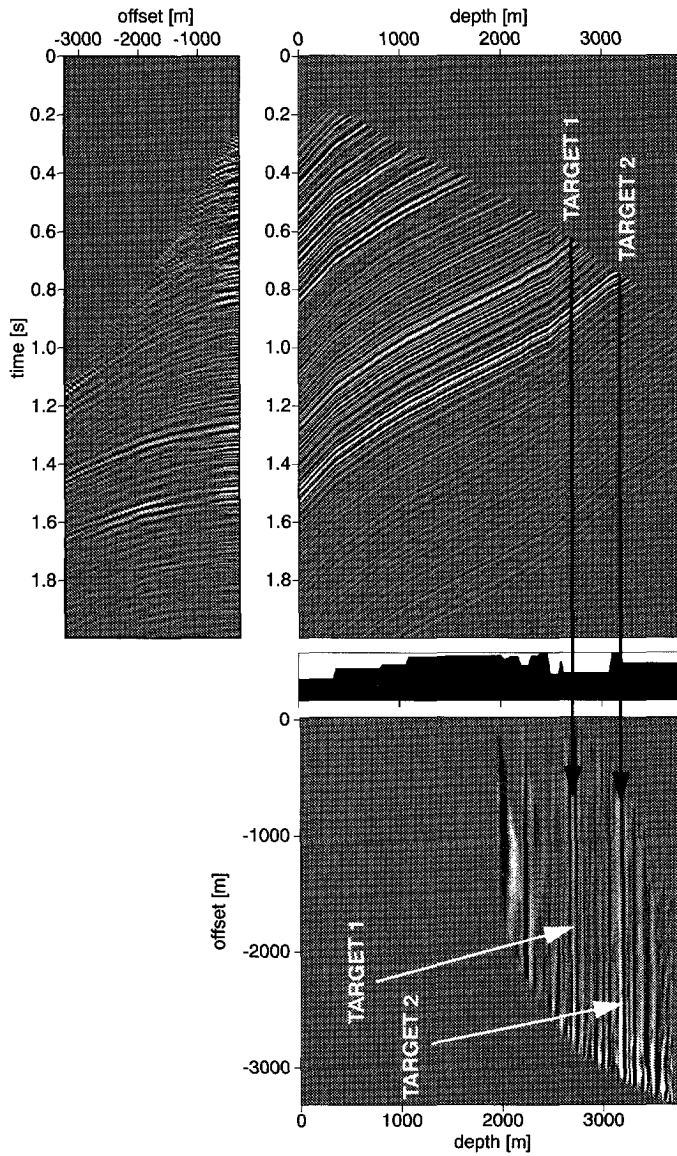 offset [m]
-3000 -2000 -1000
depth [m]
0 1000 2000 3000
0
0.2
0.4
0.6
0.8
1.0
1.2
1.4
1.6
1.8
time [s]
TARGET 1
TARGET 2
0
-1000
-2000
-3000
offset [m]
TARGET 1
TARGET 2
0 1000 2000 3000
depth [m]